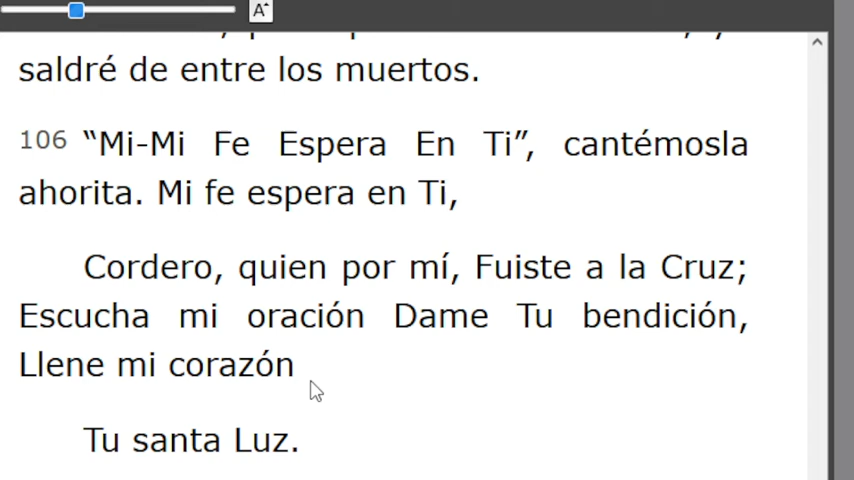 A
saldré de entre los muertos.
106 “Mi-Mi Fe Espera En Ti”, cantémosla
ahorita. Mi fe espera en Ti,
Cordero, quien por mí, Fuiste a la Cruz;
Escucha mi oración Dame Tu bendición,
Llene mi corazón
Tu santa Luz.